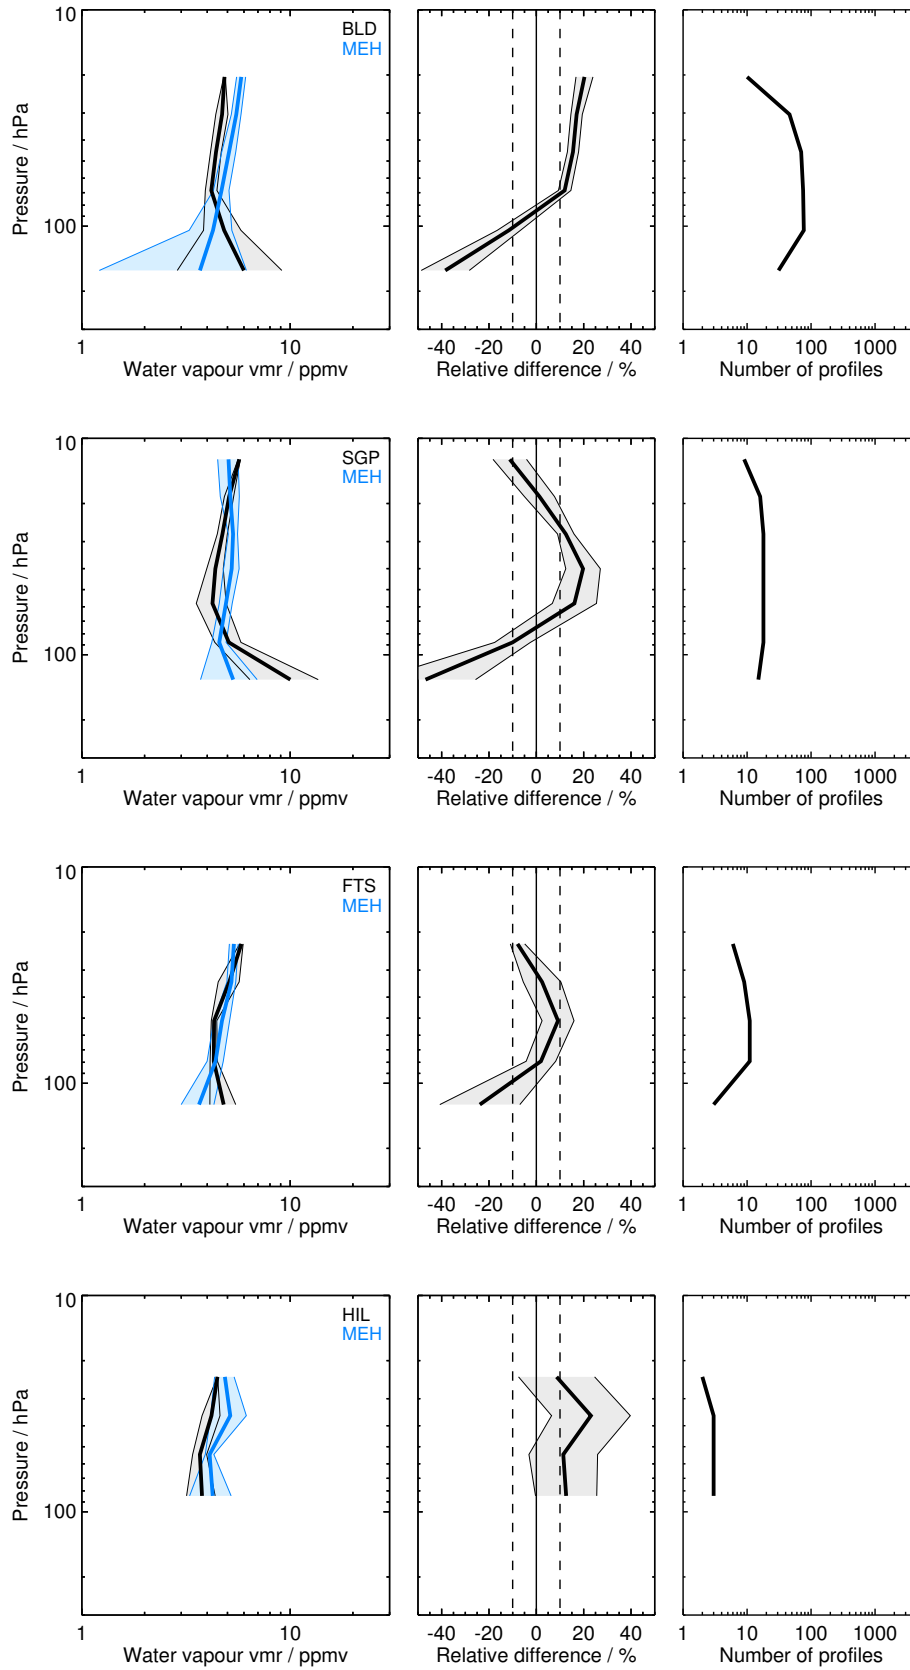 BLD
MEH
10
100
Pressure / hPa
1
10
Water vapour vmr / ppmv
-40 -20 0 20 40
Relative difference / %
1 10 100 1000
Number of profiles
SGP
MEH
10
100
Pressure / hPa
1
10
Water vapour vmr / ppmv
-40 -20 0 20 40
Relative difference / %
1 10 100 1000
Number of profiles
FTS
MEH
10
100
Pressure / hPa
1
10
Water vapour vmr / ppmv
-40 -20 0 20 40
Relative difference / %
1 10 100 1000
Number of profiles
HIL
MEH
10
100
Pressure / hPa
1
10
Water vapour vmr / ppmv
-40 -20 0 20 40
Relative difference / %
1 10 100 1000
Number of profiles